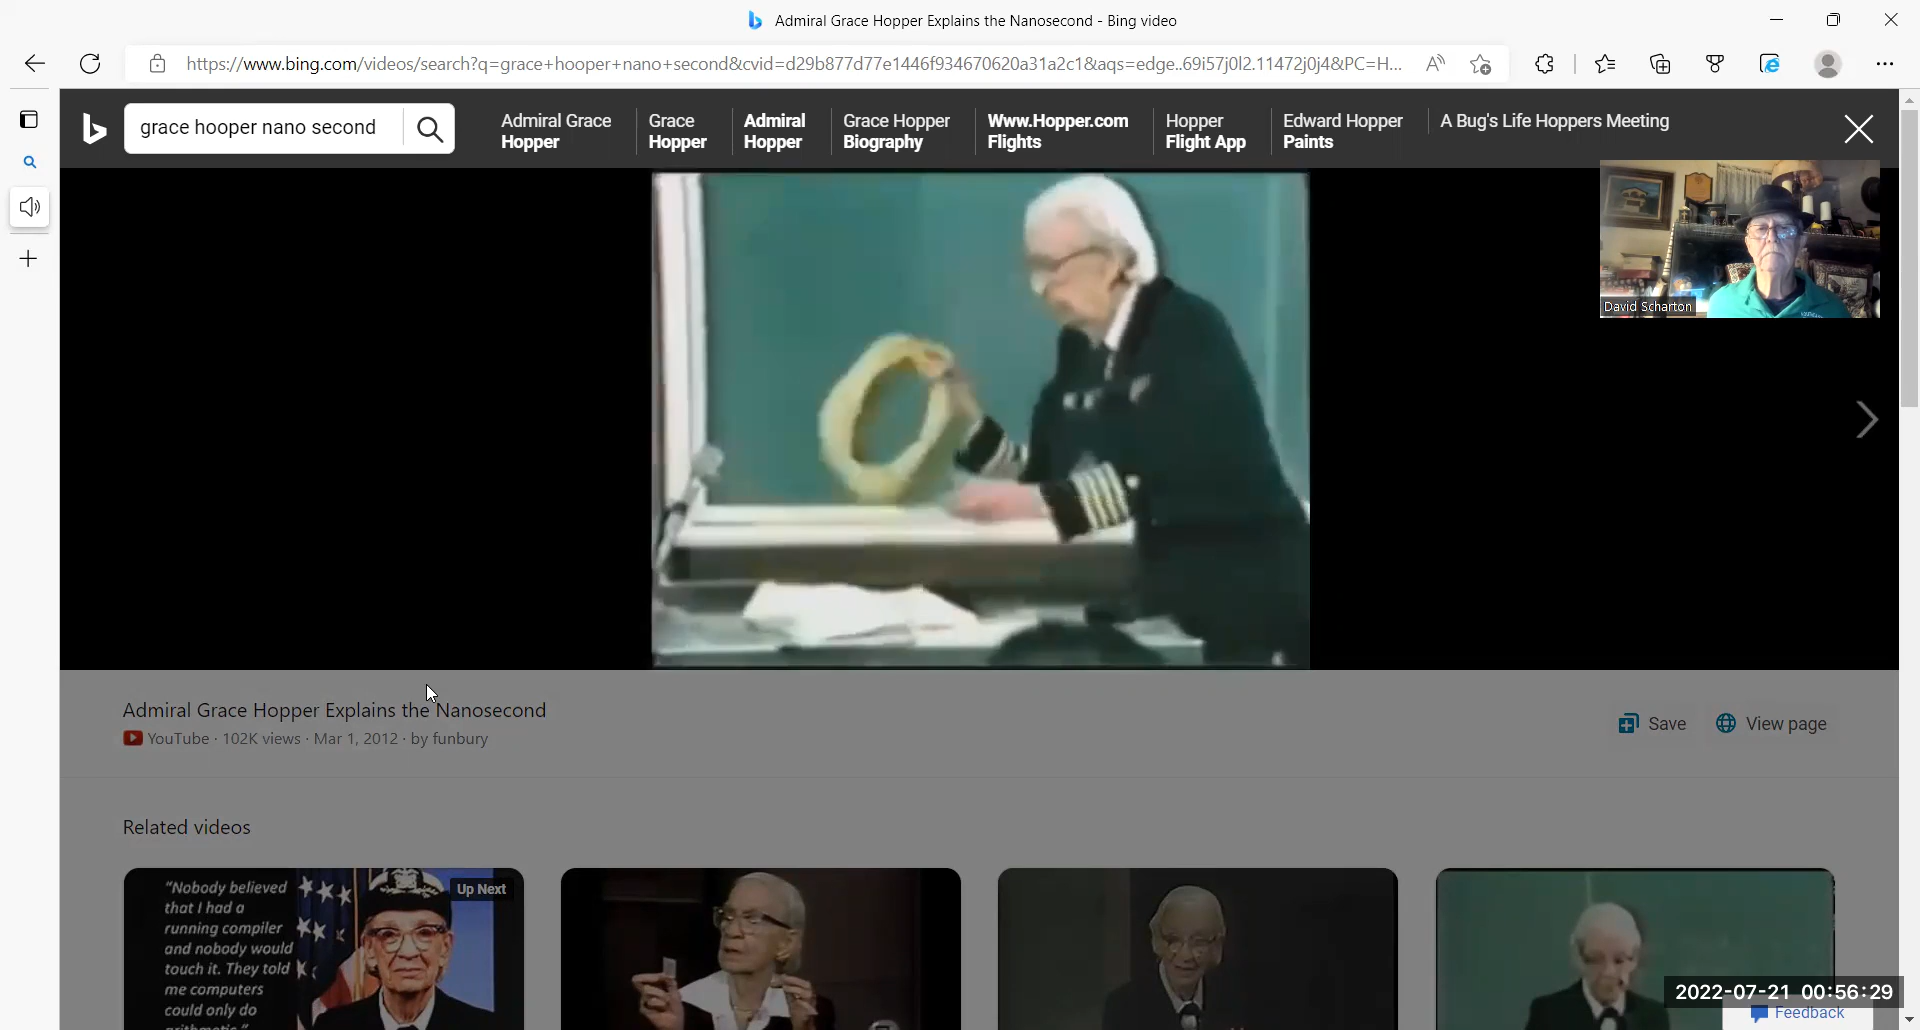 Admiral Grace Hopper Explains the Nanosecond - Bing video
https://www.bing.com/videos/search?q=grace+hooper+nano+second&cvid=d29b877d77e1446f934670620a31a2c1&aqs=edge..69i57j0l2.11472j0j4&PC=H...
grace hooper nano second
Admiral Grace
Hopper
Grace
Hopper
Admiral
Hopper
Grace Hopper
Biography
Www.Hopper.com
Flights
Hopper
Flight App
Edward Hopper
Paints
A Bug's Life Hoppers Meeting
David Scharton
Admiral Grace Hopper Explains the Nanosecond
YouTube · 102K views · Mar 1, 2012 · by funbury
Save
View page
Related videos
"Nobody believed
that I had a
running compiler
and nobody would
touch it. They told
me computers
could only do
arithmetic."
Up Next
2022-07-21 00:56:29
Feedback